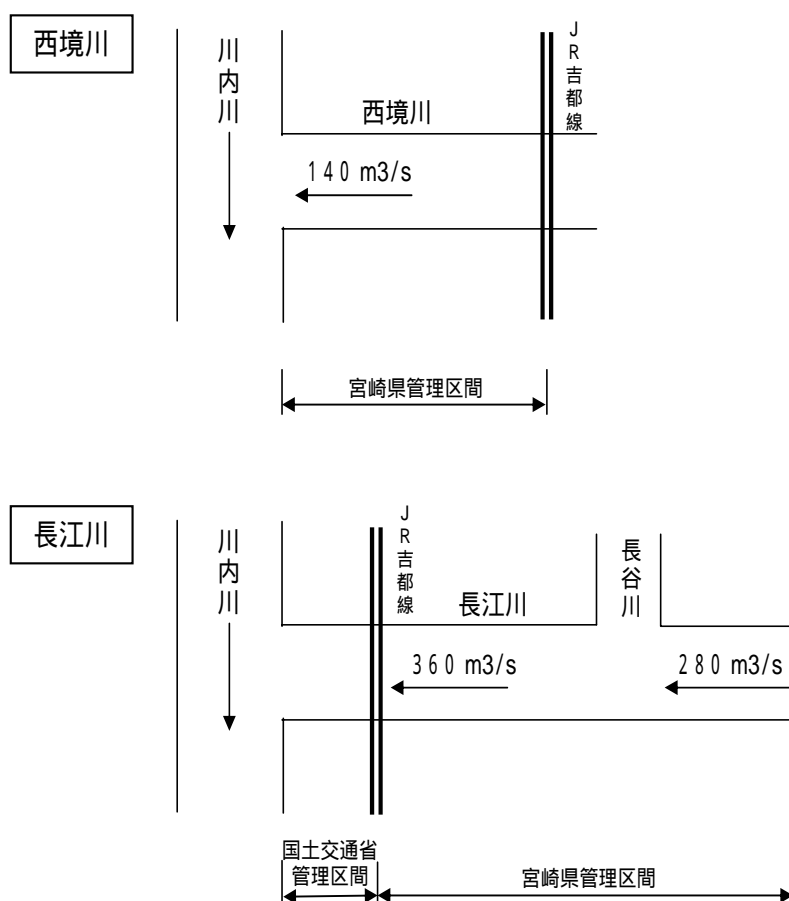 西境川
川内川
西境川
JR吉都線
140 m3/s
宮崎県管理区間
長江川
川内川
JR吉都線
長江川
長谷川
360 m3/s
280 m3/s
国土交通省
管理区間
宮崎県管理区間